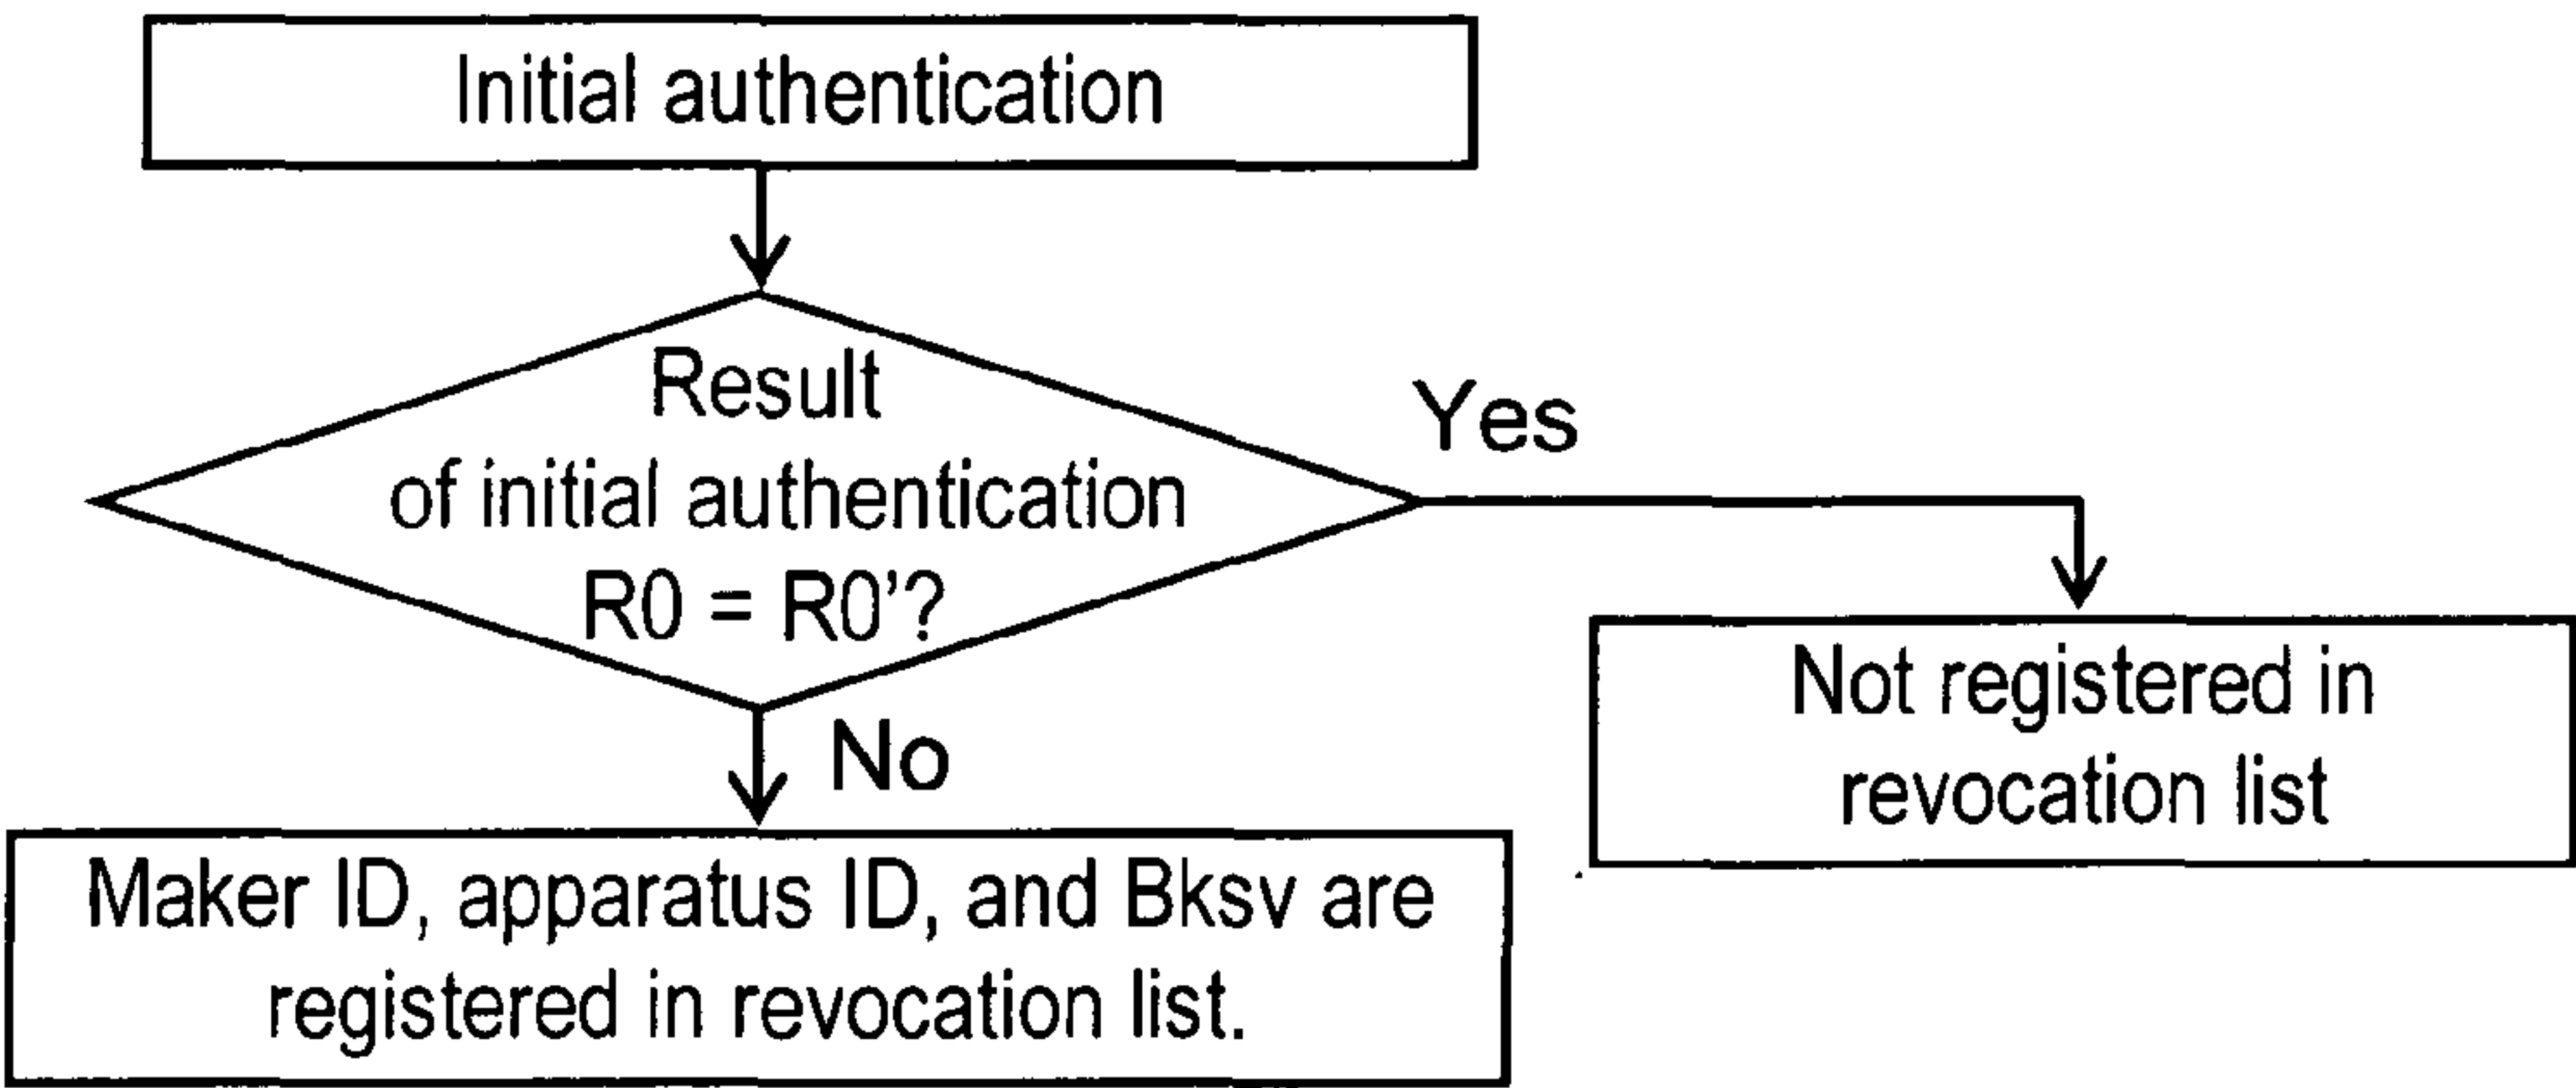 Initial authentication
Result
of initial authentication
R0 = R0’?
Yes
No
Not registered in
revocation list
Maker ID, apparatus ID, and Bksv are
registered in revocation list.